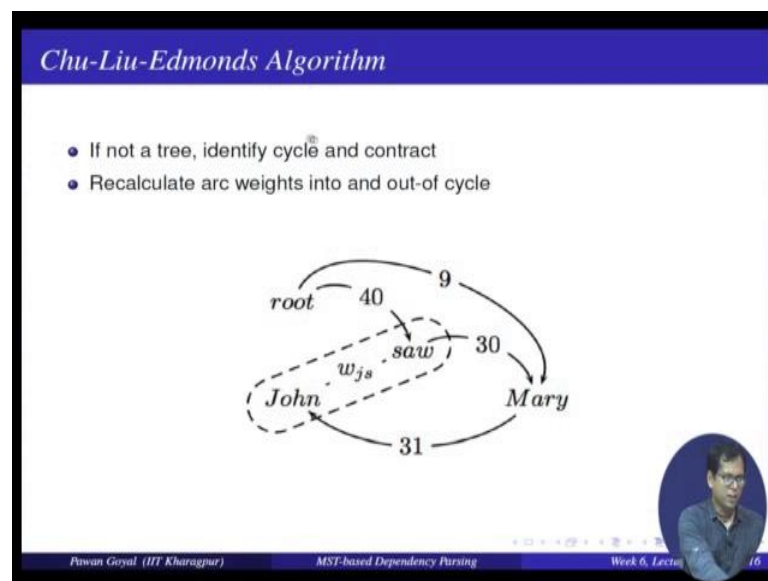 Chu-Liu-Edmonds Algorithm
If not a tree, identify cycle and contract
Recalculate arc weights into and out-of cycle
9
root
40
saw
30
w_js
John
Mary
31
Pawan Goyal (IIT Kharagpur)
MST-based Dependency Parsing
Week 6,
16